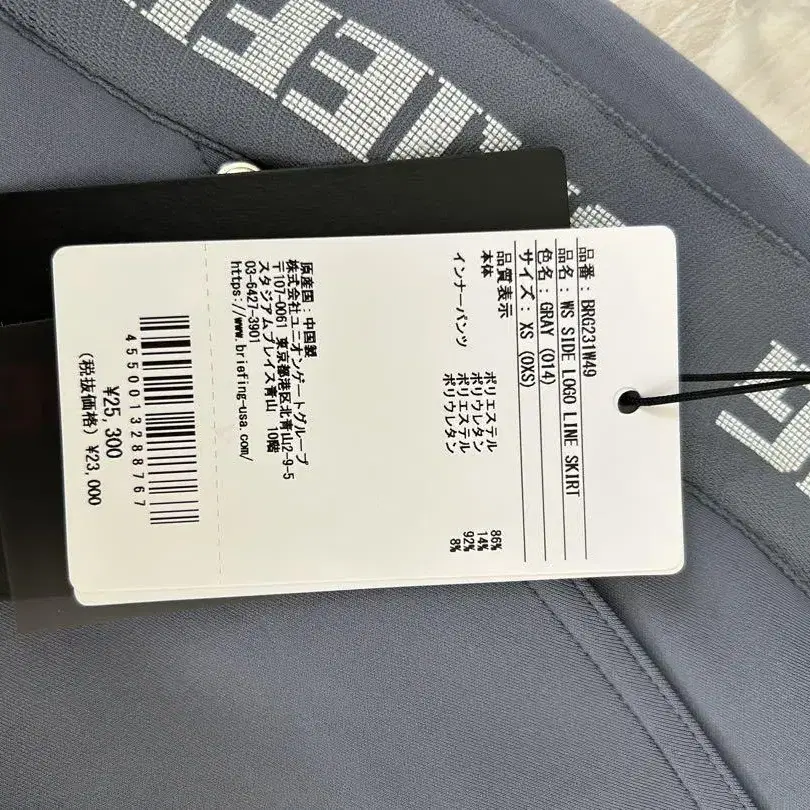 品番 : BRG231W49
品名 : WS SIDE LOGO LINE SKIRT
色名 : GRAY (014)
サイズ : XS (0XS)
品質表示
本体 ポリエステル 86%
ポリウレタン 14%
インナーパンツ ポリエステル 92%
ポリウレタン 8%
原産国 : 中国製
株式会社ユニオンゲートグループ
〒107-0061 東京都港区北青山2-9-5
スタジアムプレイス青山 10階
03-6427-3901
https://www.briefing-usa.com/
4550013288767
¥25,300
(税抜価格) ¥23,000